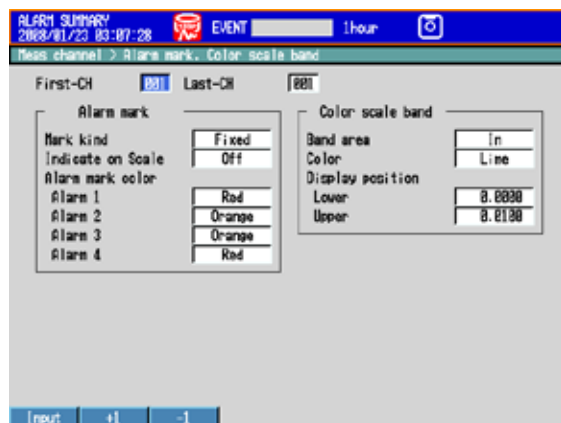 ALARM SUMMARY
2008/01/23 03:07:28 EVENT 1hour
Meas channel > Alarm mark, Color scale band
First-CH 001 Last-CH 001
Alarm mark
Mark kind Fixed
Indicate on Scale Off
Alarm mark color
Alarm 1 Red
Alarm 2 Orange
Alarm 3 Orange
Alarm 4 Red
Color scale band
Band area In
Color Lime
Display position
Lower 0.0000
Upper 0.0100
Input +1 -1